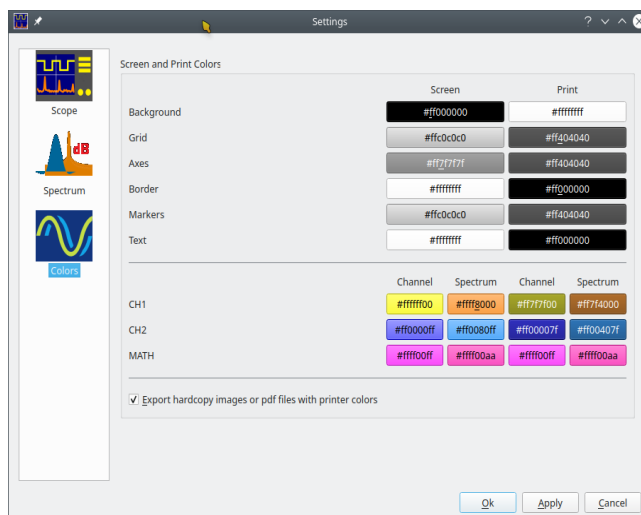 Settings
Scope
dB
Spectrum
Colors
Screen and Print Colors
Screen Print
Background #ff000000 #ffffffff
Grid #ffc0c0c0 #ff404040
Axes #ff7f7f7f #ff404040
Border #ffffffff #ff000000
Markers #ffc0c0c0 #ff404040
Text #ffffffff #ff000000
Channel Spectrum Channel Spectrum
CH1 #ffffff00 #ffff8000 #ff7f7f00 #ff7f4000
CH2 #ff0000ff #ff0080ff #ff00007f #ff00407f
MATH #ffff00ff #ffff00aa #ffff00ff #ffff00aa
Export hardcopy images or pdf files with printer colors
Ok Apply Cancel